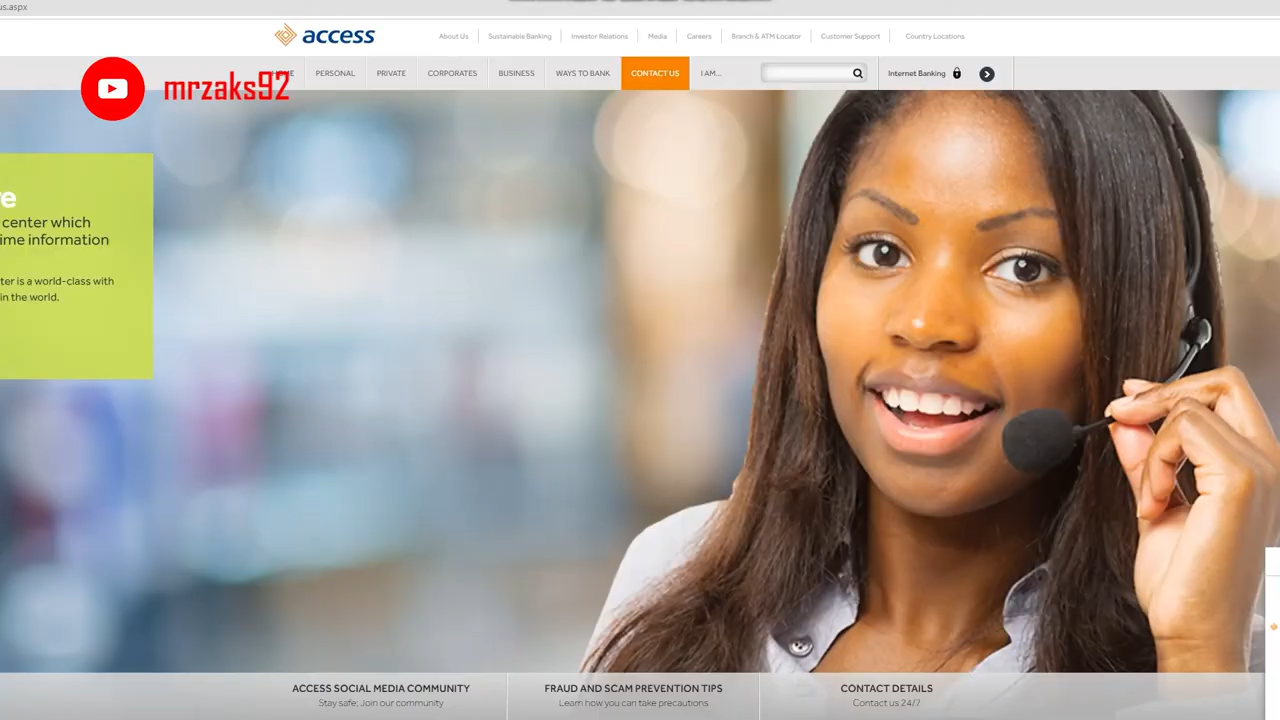 us.aspx
access
About Us
Sustainable Banking
Investor Relations
Media
Careers
Branch & ATM Locator
Customer Support
Country Locations
PERSONAL
PRIVATE
CORPORATES
BUSINESS
WAYS TO BANK
CONTACT US
I AM...
Internet Banking
mrzaks92
re
center which
ime information
ter is a world-class with
in the world.
ACCESS SOCIAL MEDIA COMMUNITY
Stay safe; Join our community
FRAUD AND SCAM PREVENTION TIPS
Learn how you can take precautions
CONTACT DETAILS
Contact us 24/7